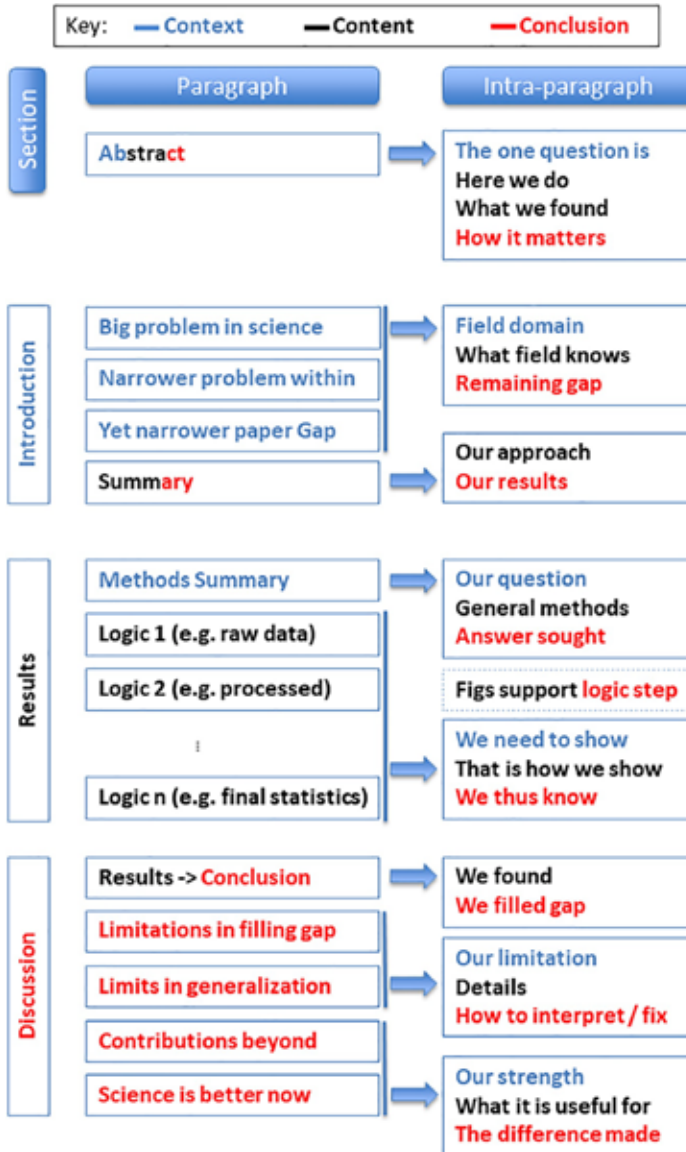 Key: Context Content Conclusion
Section
Paragraph
Intra-paragraph
Abstract
The one question is
Here we do
What we found
How it matters
Introduction
Big problem in science
Narrower problem within
Yet narrower paper Gap
Summary
Field domain
What field knows
Remaining gap
Our approach
Our results
Results
Methods Summary
Logic 1 (e.g. raw data)
Logic 2 (e.g. processed)
⋮
Logic n (e.g. final statistics)
Our question
General methods
Answer sought
Figs support logic step
We need to show
That is how we show
We thus know
Discussion
Results -> Conclusion
Limitations in filling gap
Limits in generalization
Contributions beyond
Science is better now
We found
We filled gap
Our limitation
Details
How to interpret / fix
Our strength
What it is useful for
The difference made